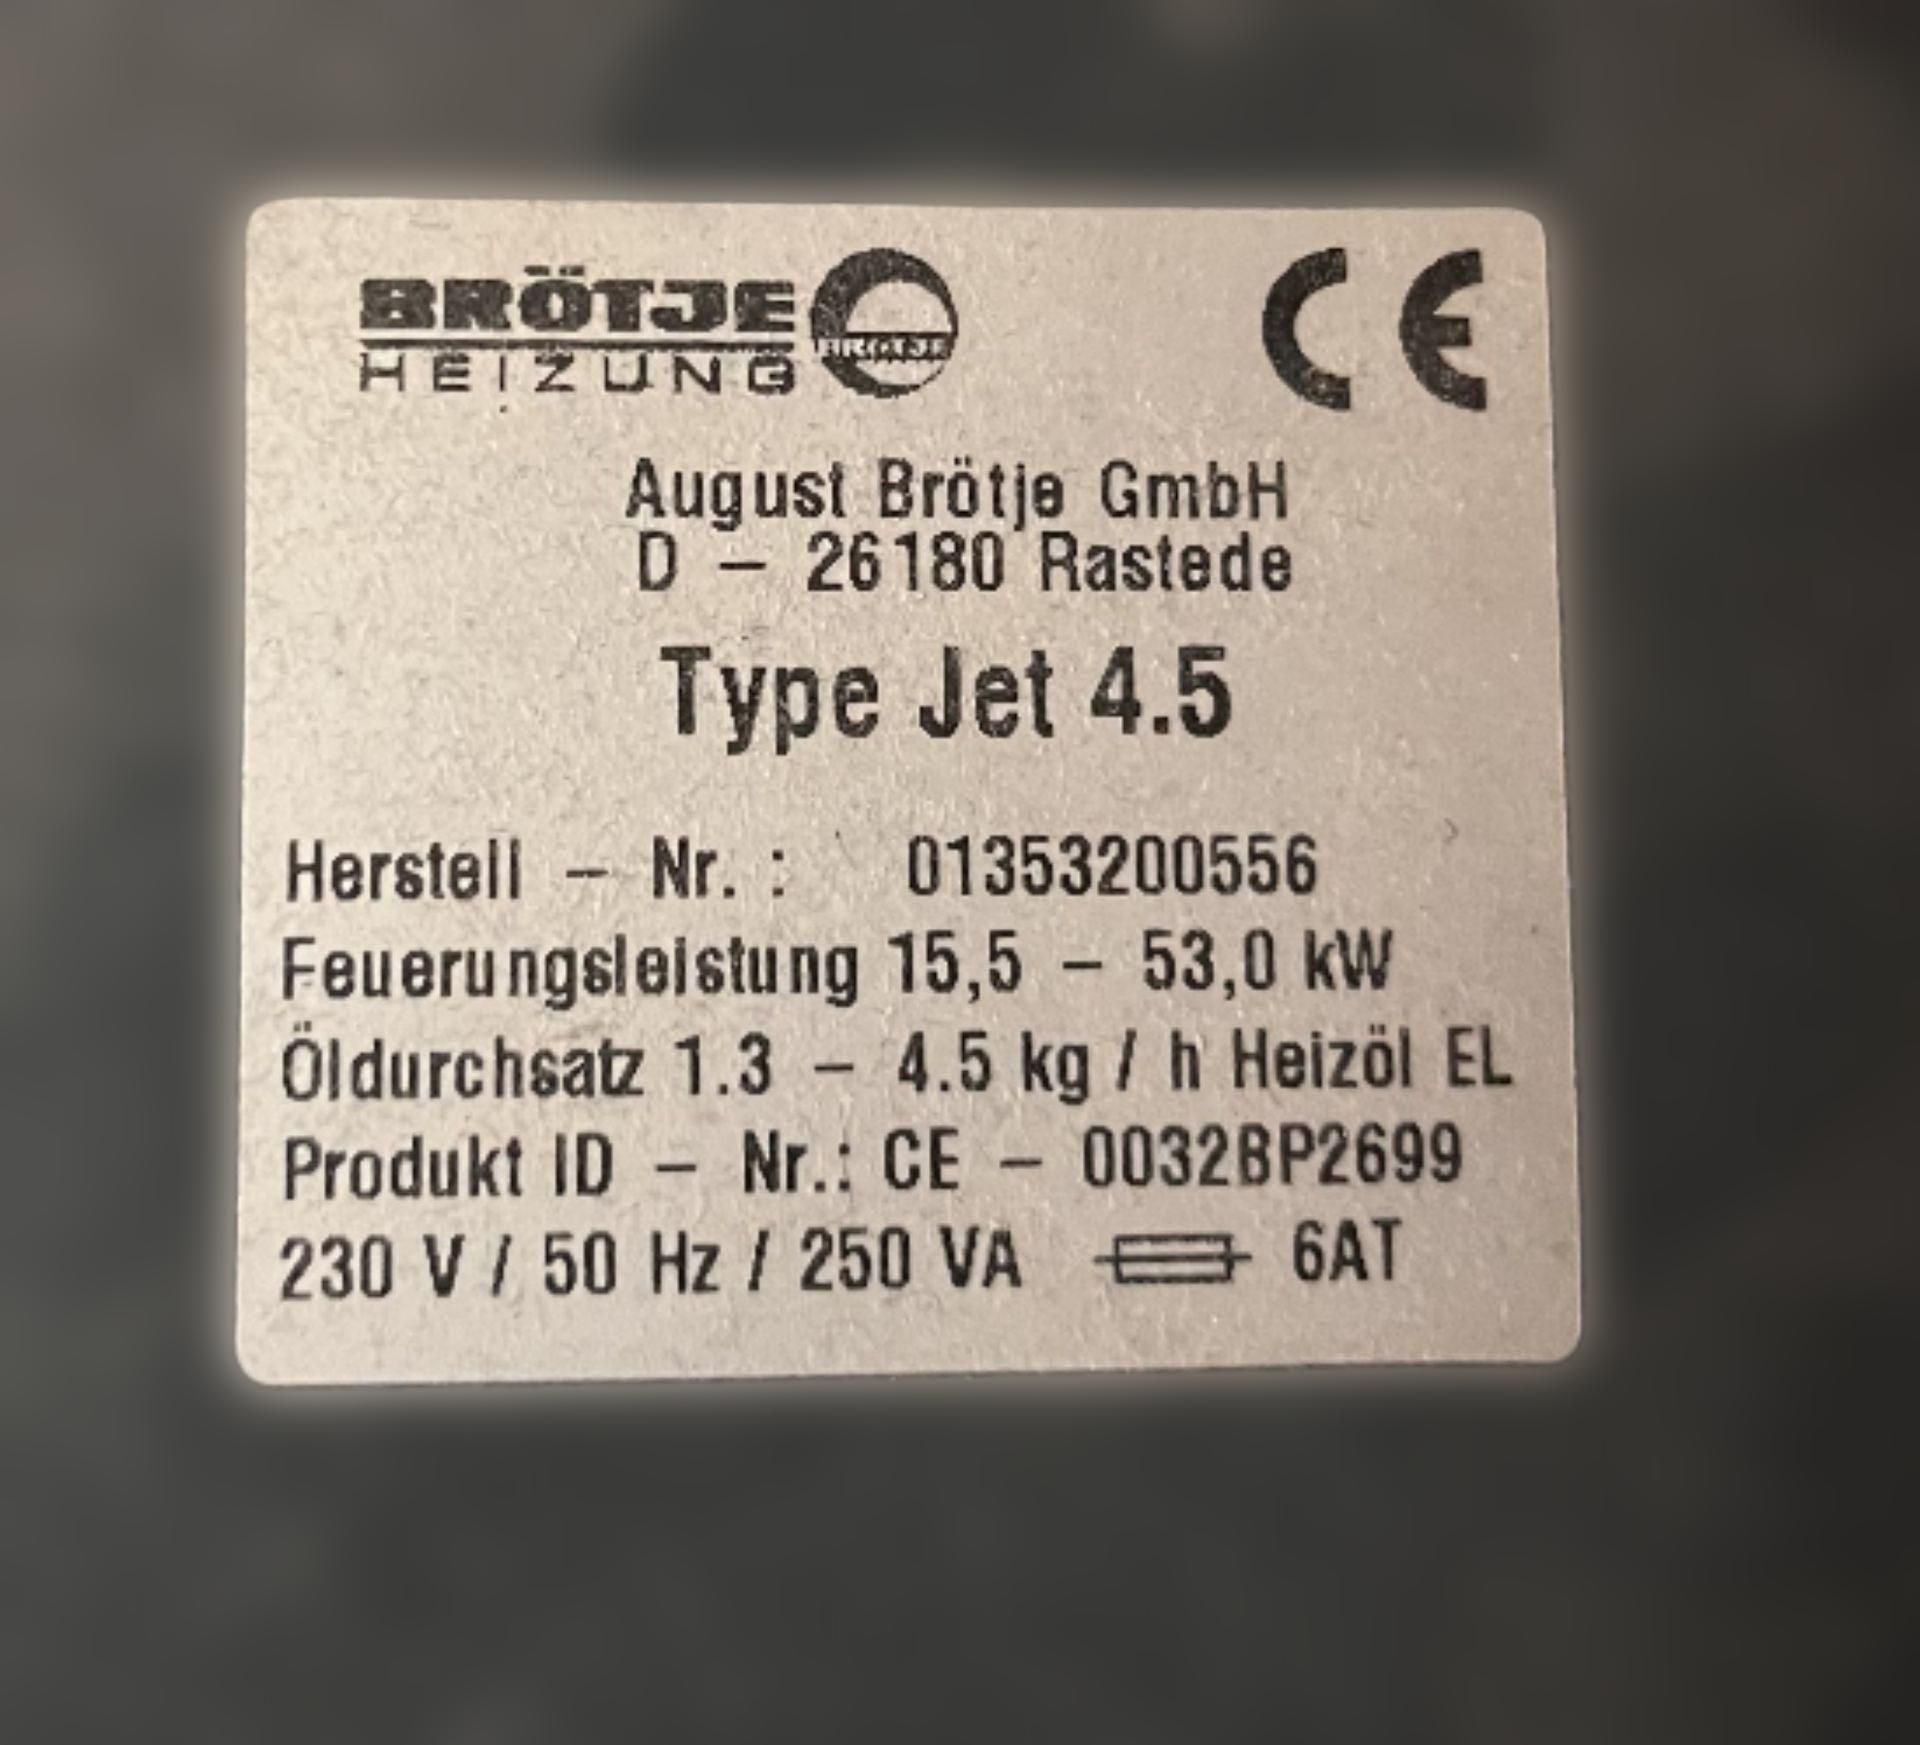 BRÖTJE
HEIZUNG
BRÖTJE
CE
August Brötje GmbH
D – 26180 Rastede
Type Jet 4.5
Herstell – Nr. : 01353200556
Feuerungsleistung 15,5 – 53,0 kW
Öldurchsatz 1.3 – 4.5 kg / h Heizöl EL
Produkt ID – Nr.: CE – 0032BP2699
230 V / 50 Hz / 250 VA 6AT